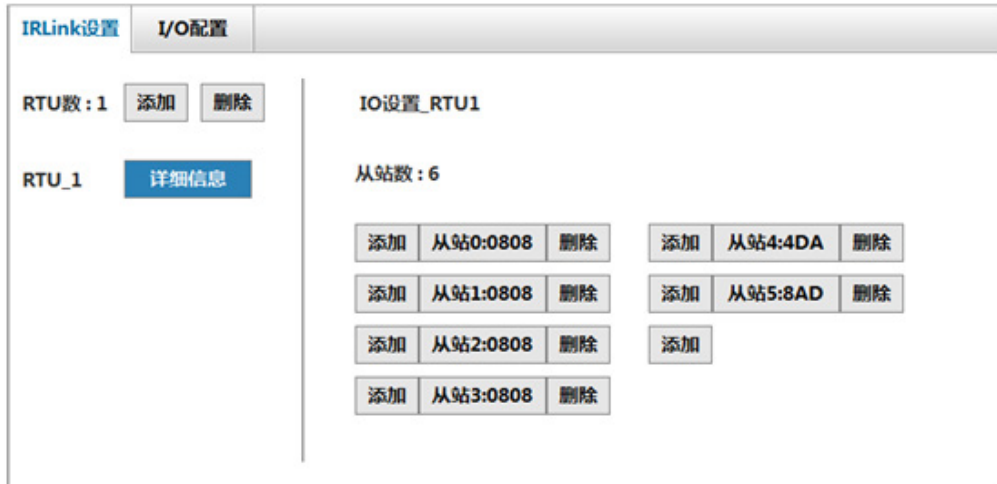 IRLink设置 I/O配置
RTU数 : 1 添加 删除
IO设置_RTU1
RTU_1 详细信息
从站数 : 6
添加 从站0:0808 删除 添加 从站4:4DA 删除
添加 从站1:0808 删除 添加 从站5:8AD 删除
添加 从站2:0808 删除 添加
添加 从站3:0808 删除